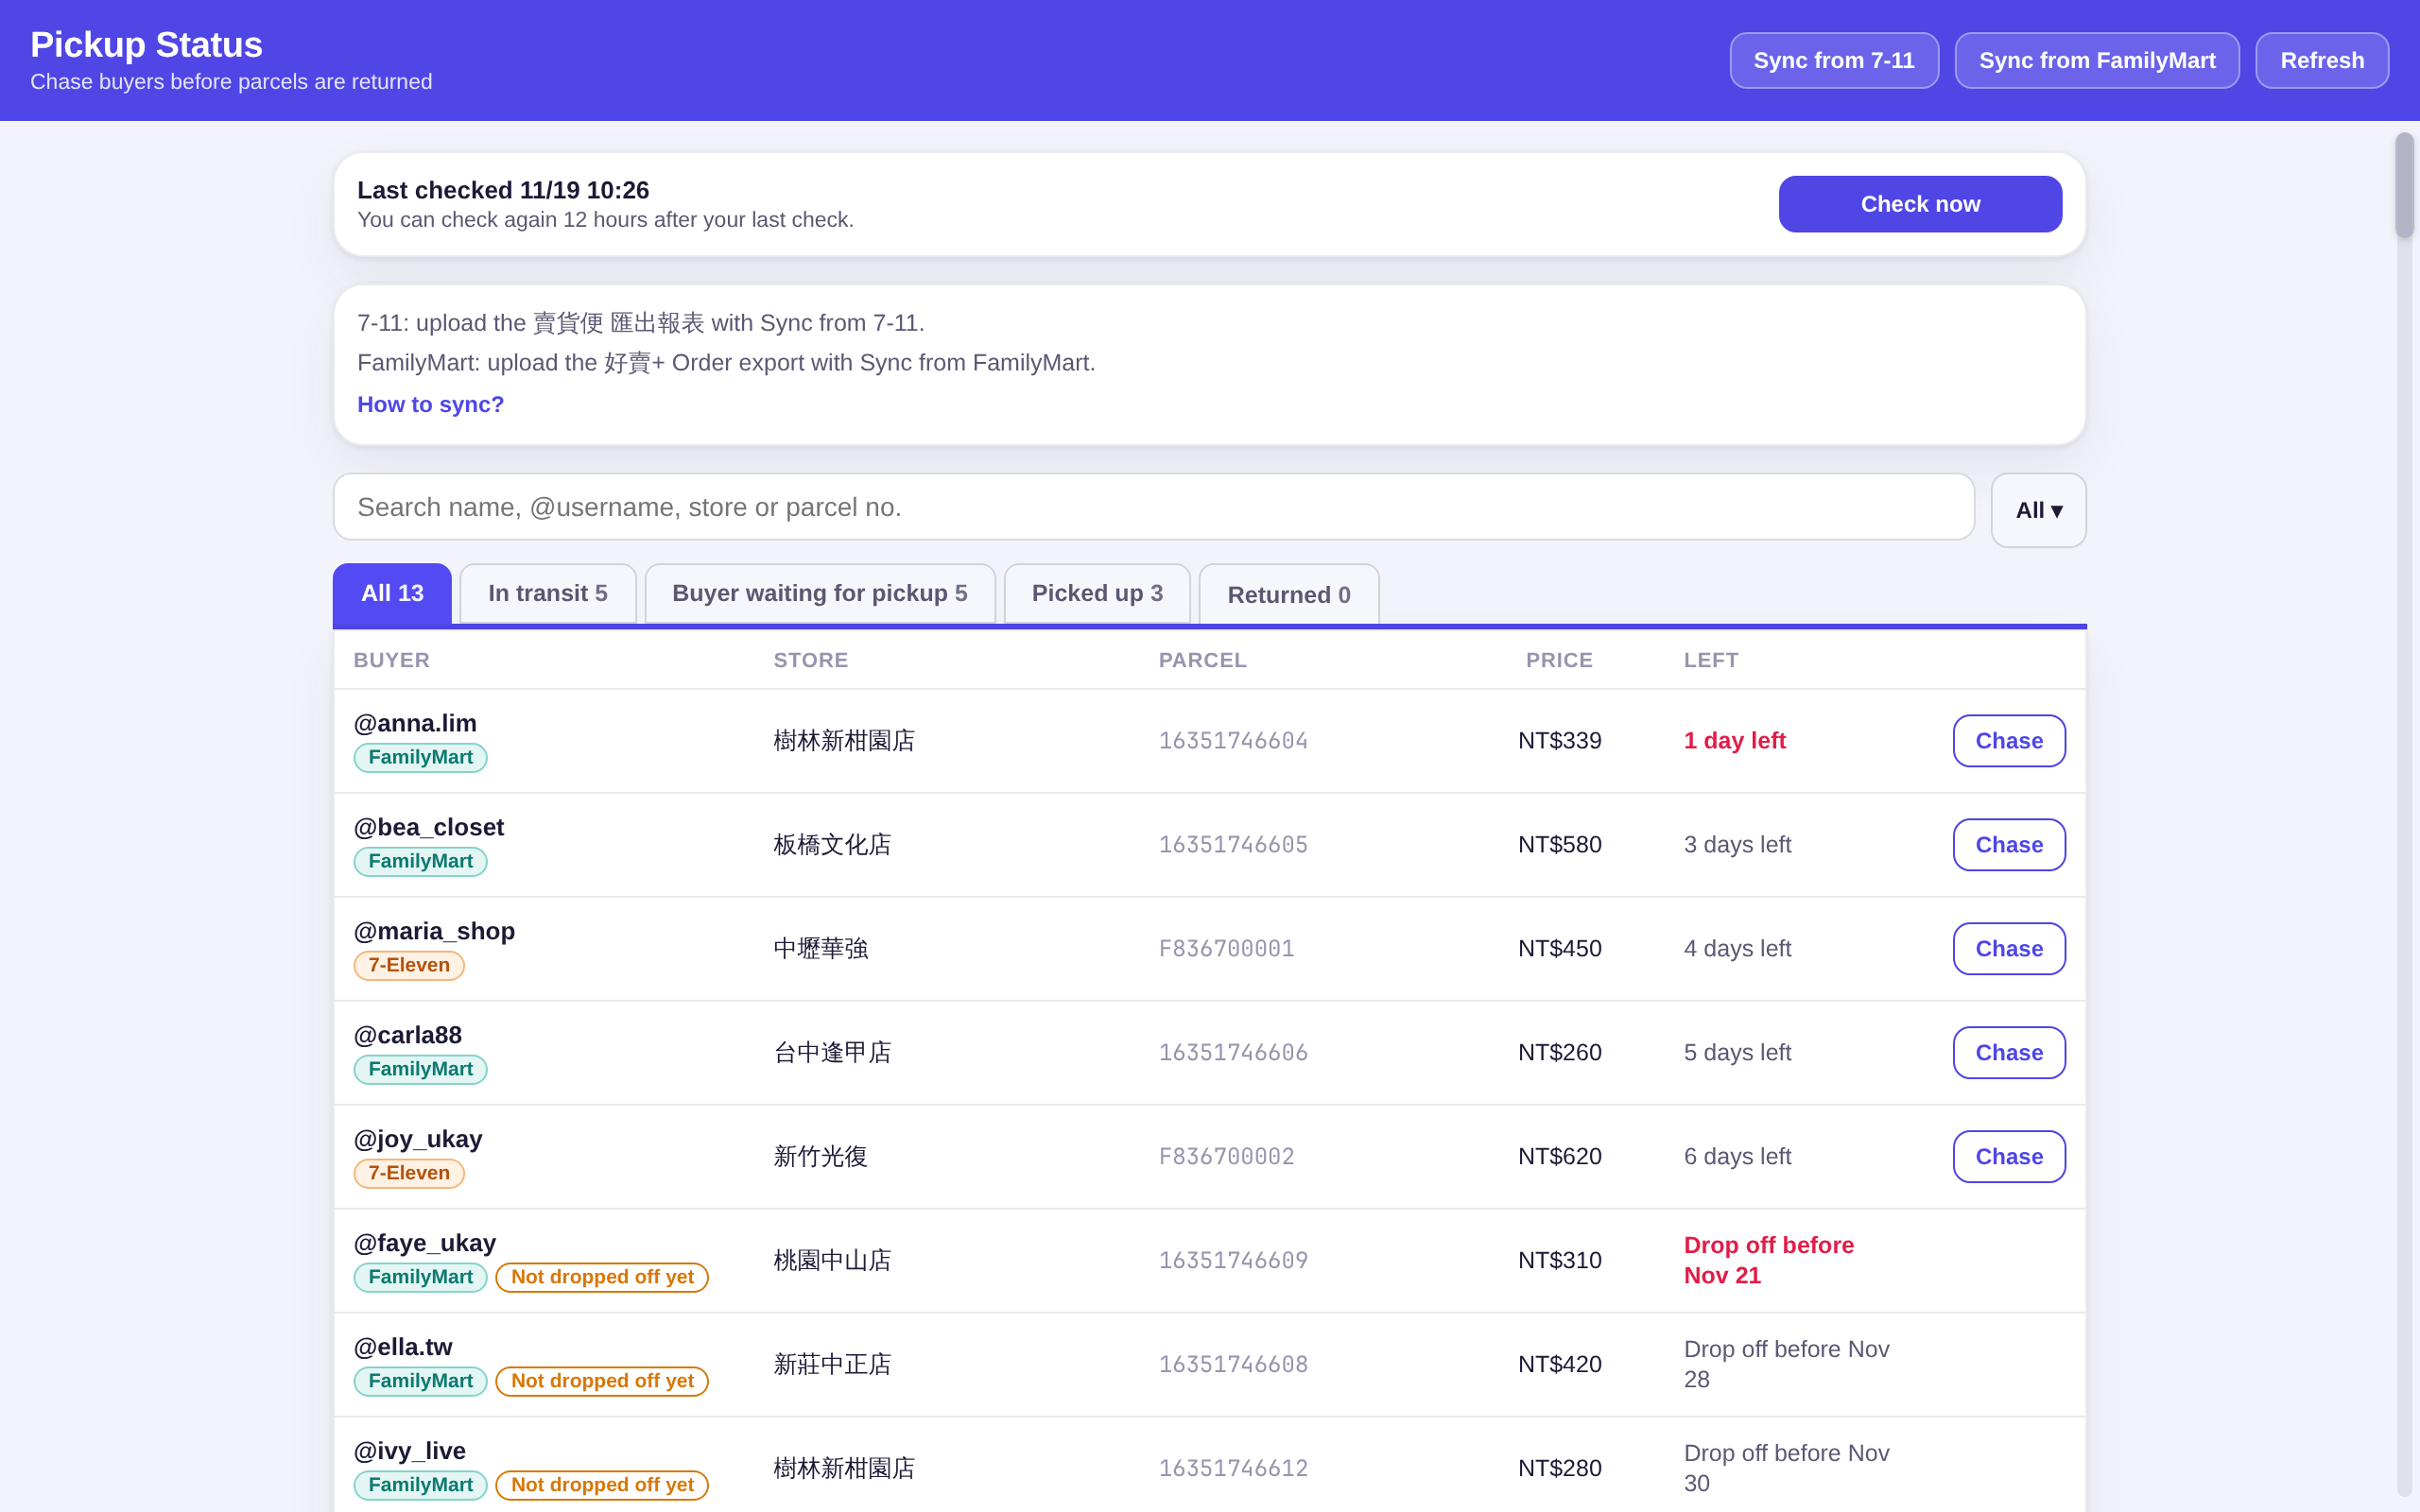 Pickup Status
Chase buyers before parcels are returned
Sync from 7-11
Sync from FamilyMart
Refresh
Last checked 11/19 10:26
You can check again 12 hours after your last check.
Check now
7-11: upload the 賣貨便 匯出報表 with Sync from 7-11.
FamilyMart: upload the 好賣+ Order export with Sync from FamilyMart.
How to sync?
Search name, @username, store or parcel no.
All ▾
All 13
In transit 5
Buyer waiting for pickup 5
Picked up 3
Returned 0
BUYER STORE PARCEL PRICE LEFT
@anna.lim
FamilyMart
樹林新柑園店
16351746604
NT$339
1 day left
Chase
@bea_closet
FamilyMart
板橋文化店
16351746605
NT$580
3 days left
Chase
@maria_shop
7-Eleven
中壢華強
F836700001
NT$450
4 days left
Chase
@carla88
FamilyMart
台中逢甲店
16351746606
NT$260
5 days left
Chase
@joy_ukay
7-Eleven
新竹光復
F836700002
NT$620
6 days left
Chase
@faye_ukay
FamilyMart
Not dropped off yet
桃園中山店
16351746609
NT$310
Drop off before
Nov 21
@ella.tw
FamilyMart
Not dropped off yet
新莊中正店
16351746608
NT$420
Drop off before Nov
28
@ivy_live
FamilyMart
Not dropped off yet
樹林新柑園店
16351746612
NT$280
Drop off before Nov
30